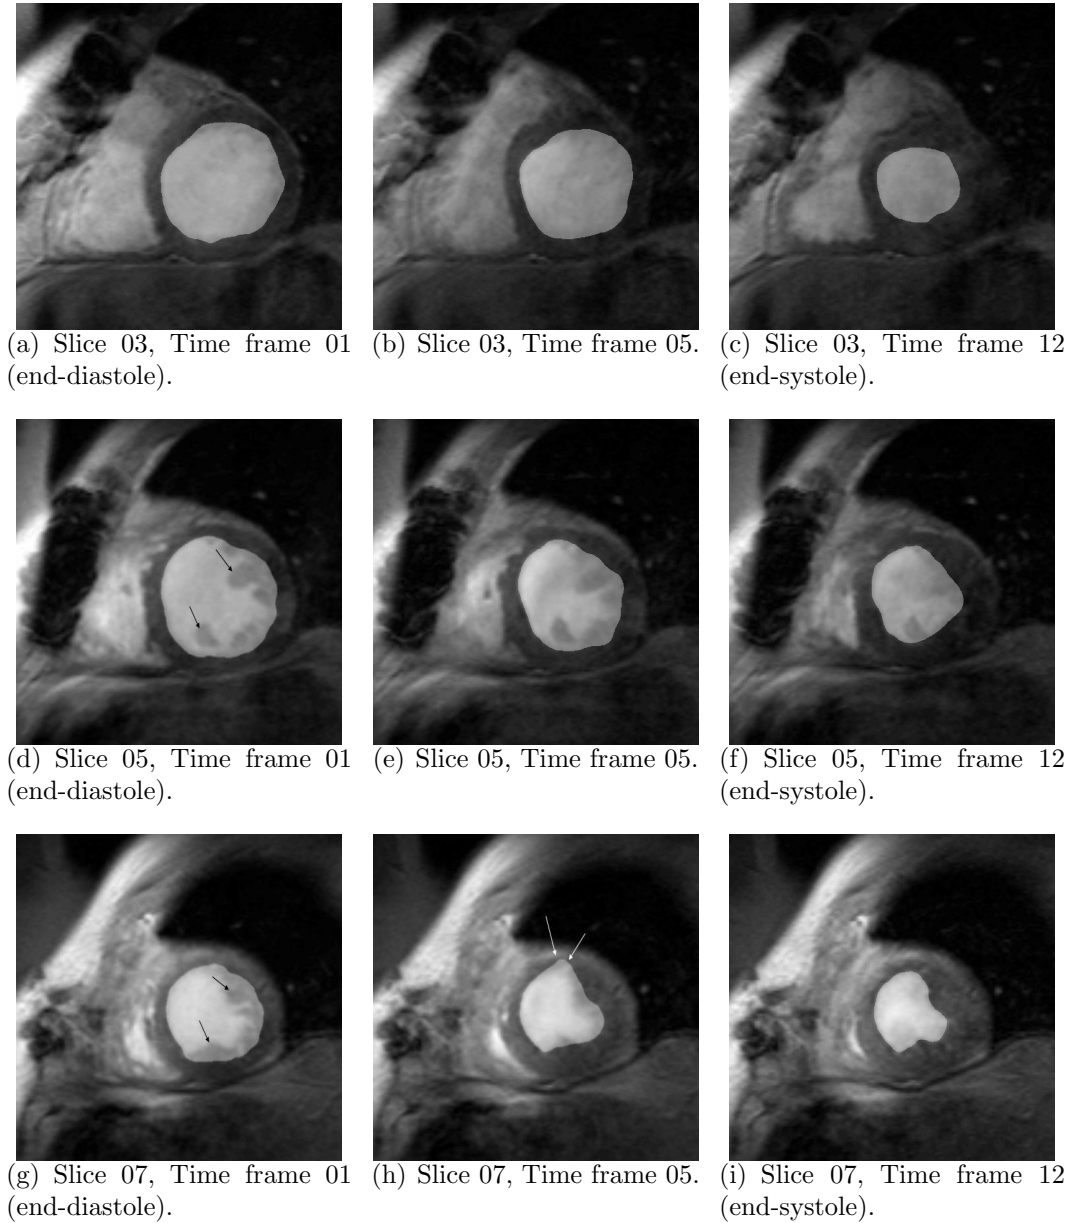 (a) Slice 03, Time frame 01
(end-diastole).
(b) Slice 03, Time frame 05.
(c) Slice 03, Time frame 12
(end-systole).
(d) Slice 05, Time frame 01
(end-diastole).
(e) Slice 05, Time frame 05.
(f) Slice 05, Time frame 12
(end-systole).
(g) Slice 07, Time frame 01
(end-diastole).
(h) Slice 07, Time frame 05.
(i) Slice 07, Time frame 12
(end-systole).